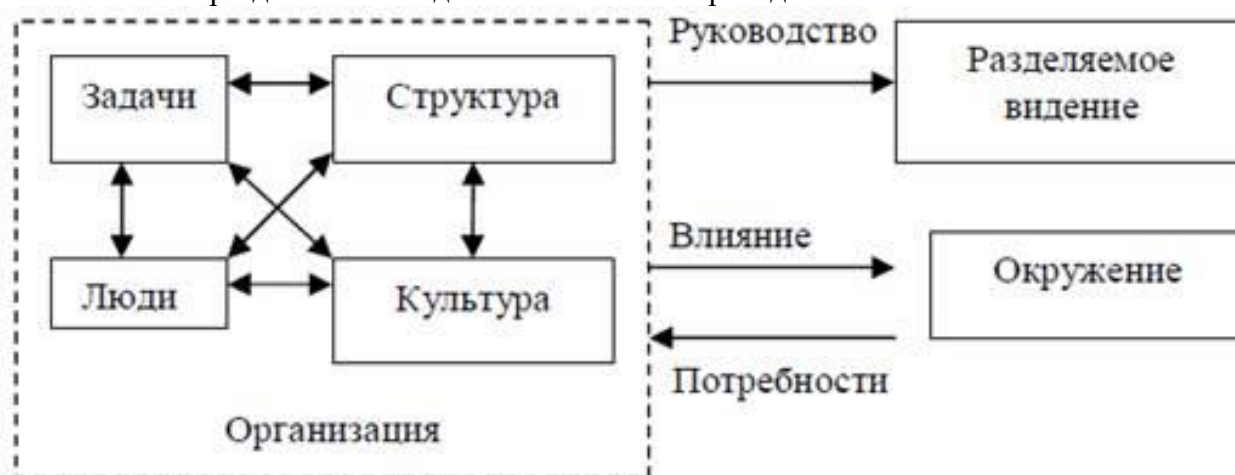 Руководство
Задачи
Структура
Разделяемое
видение
Влияние
Люди
Культура
Окружение
Потребности
Организация